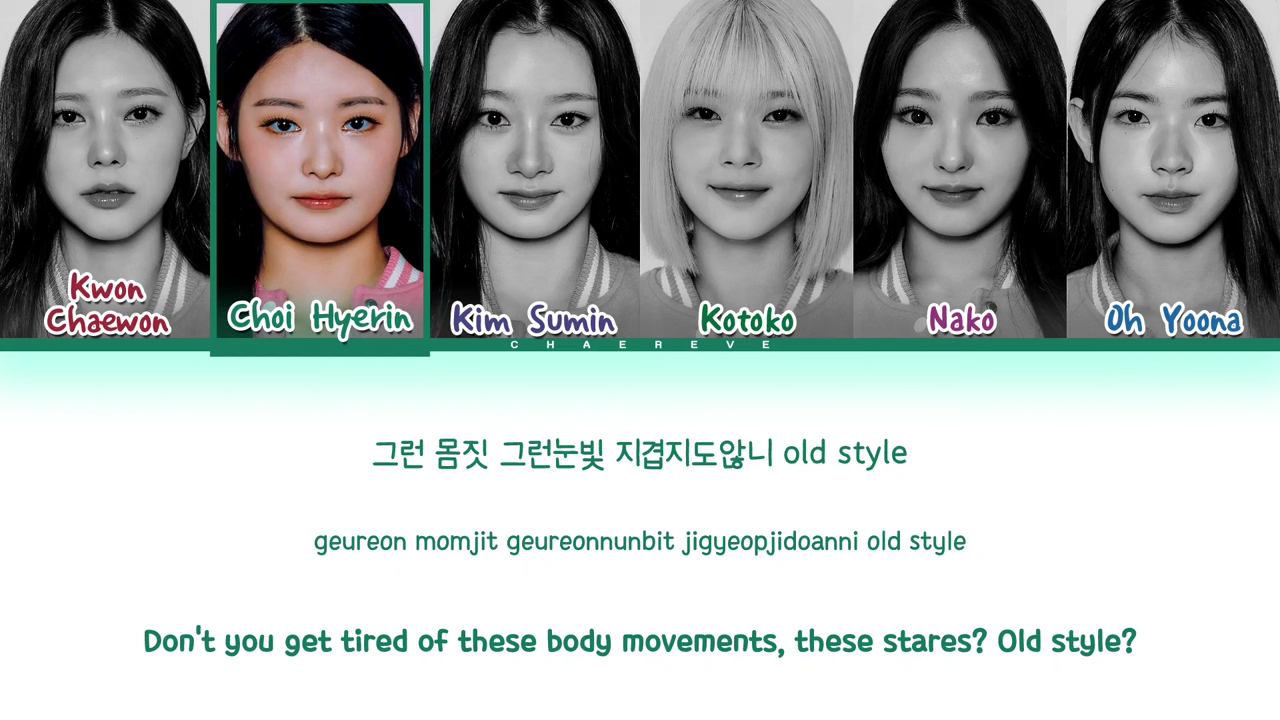 Kwon
Chaewon
Choi Hyerin
Kim Sumin
Kotoko
Nako
Oh Yoona
CHAEREVE
그런 몸짓 그런눈빛 지겹지도않니 old style
geureon momjit geureonnunbit jigyeopjidoanni old style
Don't you get tired of these body movements, these stares? Old style?